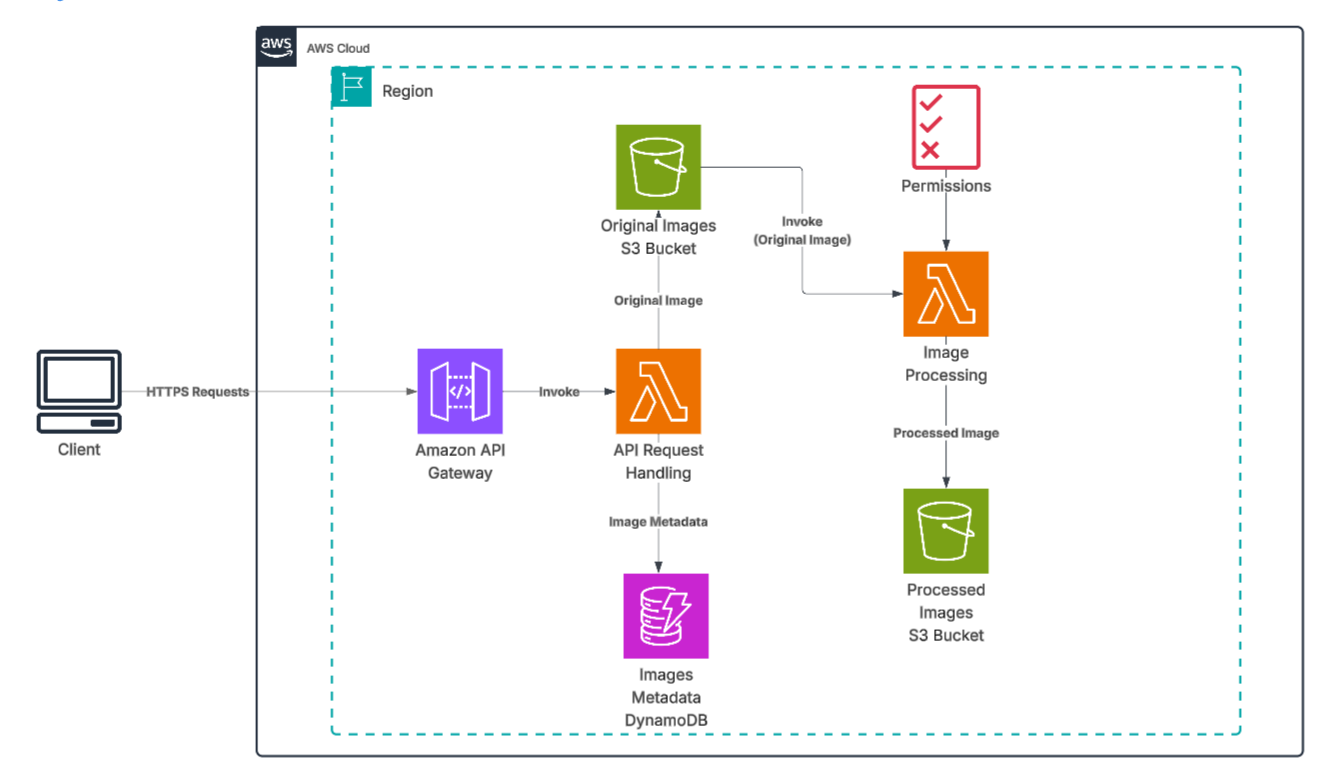 aws
AWS Cloud
Region
Permissions
Original Images
S3 Bucket
Invoke
(Original Image)
Original Image
Image
Processing
HTTPS Requests
Invoke
Client
Amazon API
Gateway
API Request
Handling
Processed Image
Image Metadata
Processed
Images
S3 Bucket
Images
Metadata
DynamoDB